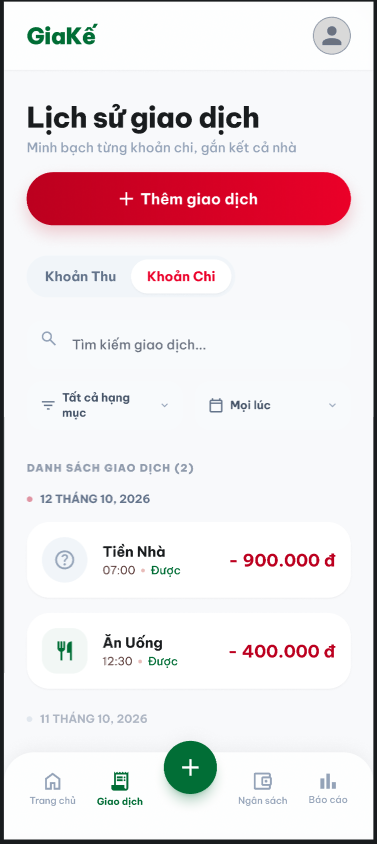 GiaKế
Lịch sử giao dịch
Minh bạch từng khoản chi, gắn kết cả nhà
+ Thêm giao dịch
Khoản Thu
Khoản Chi
Tìm kiếm giao dịch...
Tất cả hạng
mục
Mọi lúc
DANH SÁCH GIAO DỊCH (2)
12 THÁNG 10, 2026
Tiền Nhà
- 900.000 đ
07:00 • Được
Ăn Uống
- 400.000 đ
12:30 • Được
11 THÁNG 10, 2026
Trang chủ
Giao dịch
Ngân sách
Báo cáo